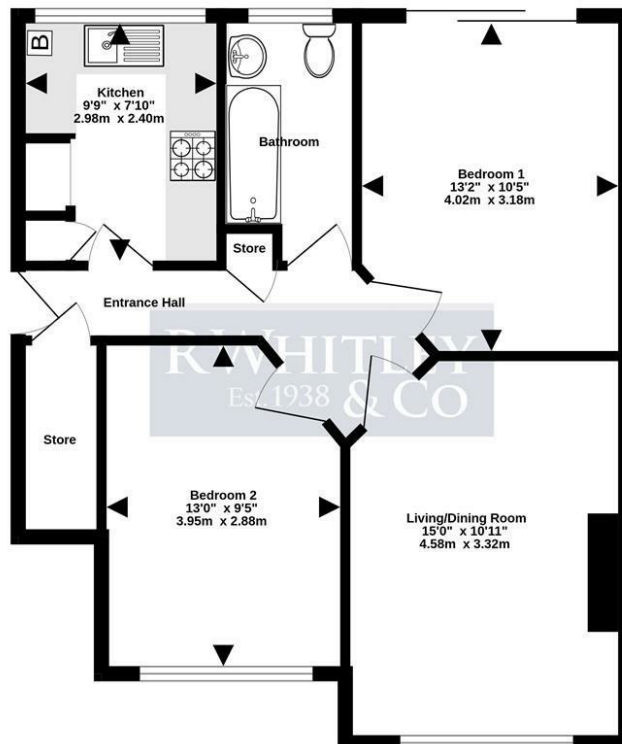 B
Kitchen
9'9" x 7'10"
2.98m x 2.40m
Bathroom
Bedroom 1
13'2" x 10'5"
4.02m x 3.18m
Store
Entrance Hall
R WHITLEY
Est. 1938 & CO
Store
Bedroom 2
13'0" x 9'5"
3.95m x 2.88m
Living/Dining Room
15'0" x 10'11"
4.58m x 3.32m